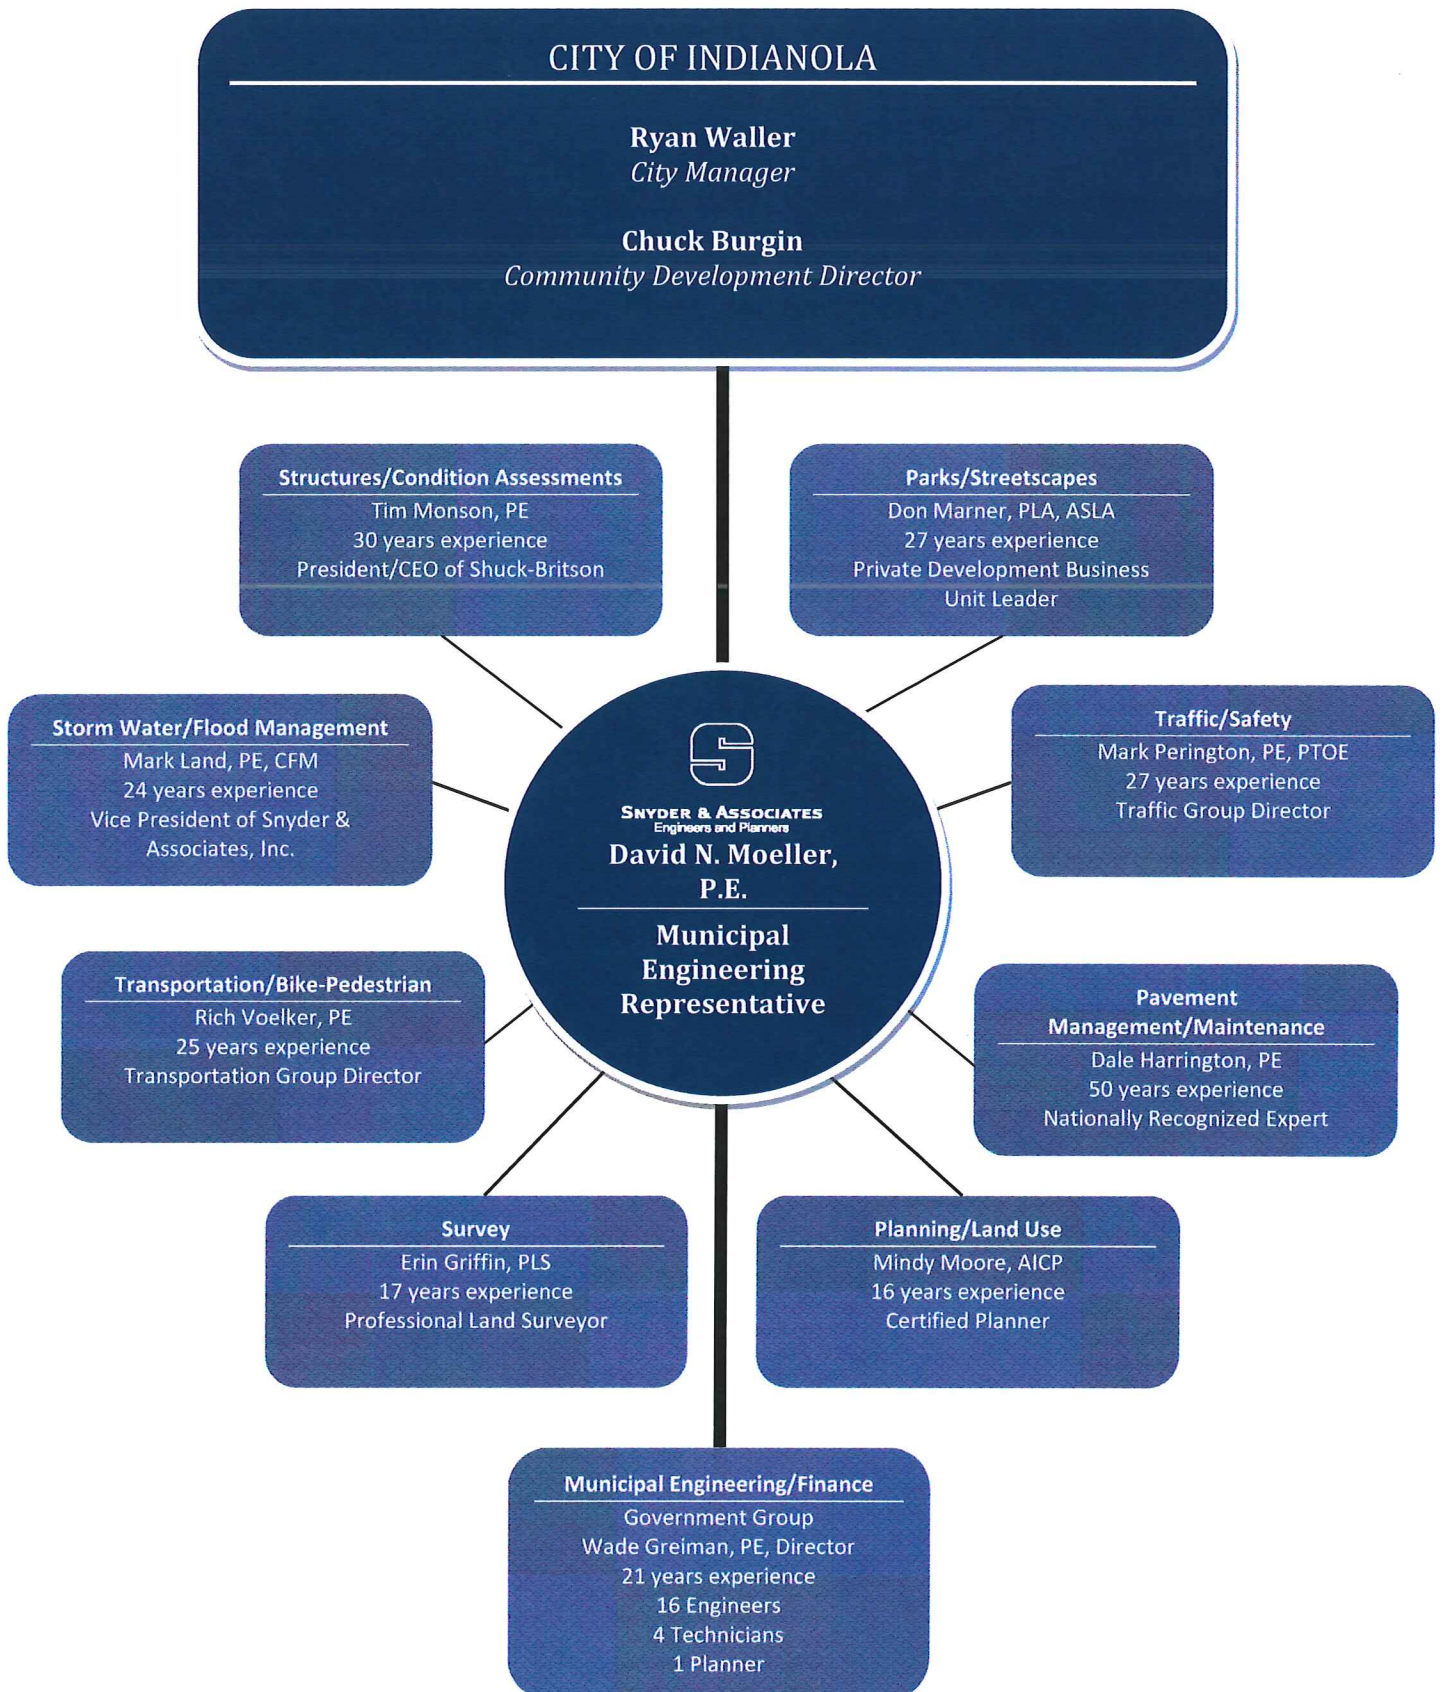 CITY OF INDIANOLA
Ryan Waller
City Manager
Chuck Burgin
Community Development Director
Structures/Condition Assessments
Tim Monson, PE
30 years experience
President/CEO of Shuck-Britson
Parks/Streetscapes
Don Marner, PLA, ASLA
27 years experience
Private Development Business
Unit Leader
Storm Water/Flood Management
Mark Land, PE, CFM
24 years experience
Vice President of Snyder &
Associates, Inc.
Traffic/Safety
Mark Perington, PE, PTOE
27 years experience
Traffic Group Director
S
SNYDER & ASSOCIATES
Engineers and Planners
David N. Moeller,
P.E.
Municipal
Engineering
Representative
Transportation/Bike-Pedestrian
Rich Voelker, PE
25 years experience
Transportation Group Director
Pavement
Management/Maintenance
Dale Harrington, PE
50 years experience
Nationally Recognized Expert
Survey
Erin Griffin, PLS
17 years experience
Professional Land Surveyor
Planning/Land Use
Mindy Moore, AICP
16 years experience
Certified Planner
Municipal Engineering/Finance
Government Group
Wade Greiman, PE, Director
21 years experience
16 Engineers
4 Technicians
1 Planner